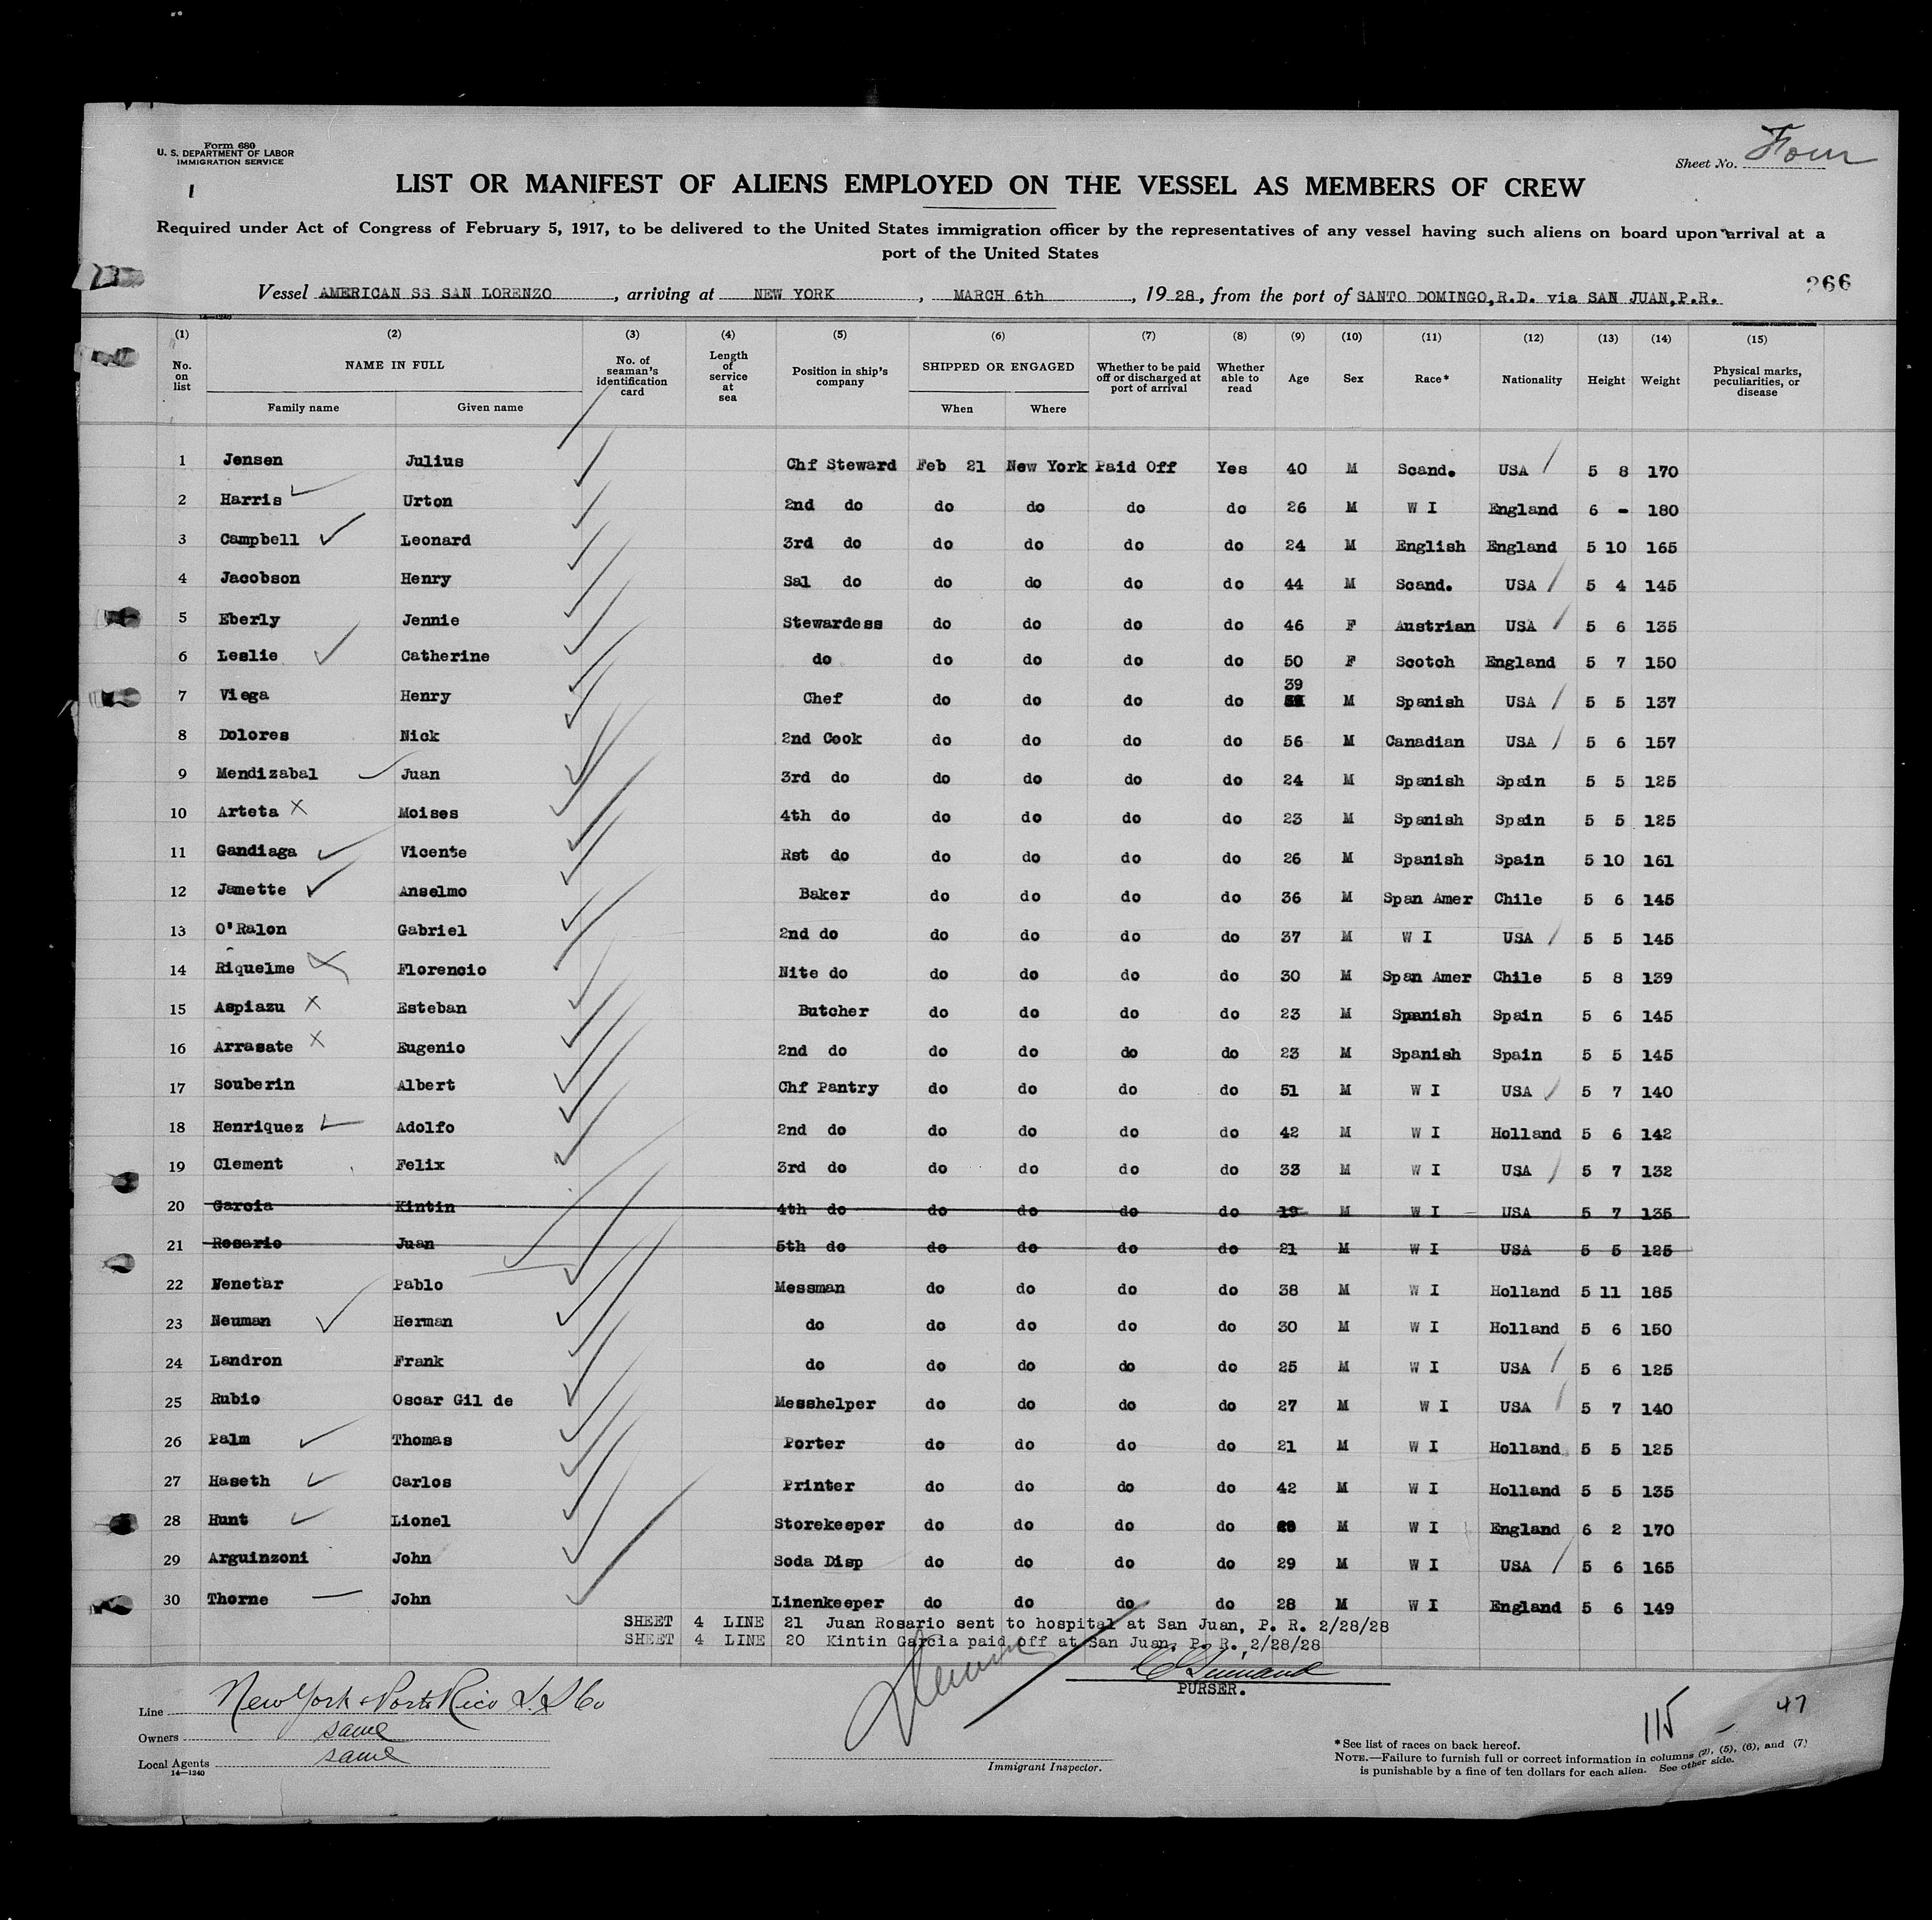 Form 680
U. S. DEPARTMENT OF LABOR
IMMIGRATION SERVICE
Sheet No. Four
LIST OR MANIFEST OF ALIENS EMPLOYED ON THE VESSEL AS MEMBERS OF CREW
Required under Act of Congress of February 5, 1917, to be delivered to the United States immigration officer by the representatives of any vessel having such aliens on board upon arrival at a
port of the United States
266
Vessel AMERICAN SS SAN LORENZO, arriving at NEW YORK, MARCH 6th, 1928, from the port of SANTO DOMINGO,R.D. via SAN JUAN,P.R.
14—1240
(1) (2) (3) (4) (5) (6) (7) (8) (9) (10) (11) (12) (13) (14) (15)
No. on list NAME IN FULL Family name Given name No. of seaman's identification card Length of service at sea Position in ship's company SHIPPED OR ENGAGED When Where Whether to be paid off or discharged at port of arrival Whether able to read Age Sex Race* Nationality Height Weight Physical marks, peculiarities, or disease
1 Jensen Julius Chf Steward Feb 21 New York Paid Off Yes 40 M Scand. USA 5 8 170
2 Harris Urton 2nd do do do do do 26 M W I England 6 - 180
3 Campbell Leonard 3rd do do do do do 24 M English England 5 10 165
4 Jacobson Henry Sal do do do do do 44 M Scand. USA 5 4 145
5 Eberly Jennie Stewardess do do do do 46 F Austrian USA 5 6 135
6 Leslie Catherine do do do do do 50 F Scotch England 5 7 150
7 Viega Henry Chef do do do do 39 M Spanish USA 5 5 137
8 Dolores Nick 2nd Cook do do do do 56 M Canadian USA 5 6 157
9 Mendizabal Juan 3rd do do do do do 24 M Spanish Spain 5 5 125
10 Arteta Moises 4th do do do do do 23 M Spanish Spain 5 5 125
11 Gandiaga Vicente Rst do do do do do 26 M Spanish Spain 5 10 161
12 Jamette Anselmo Baker do do do do 36 M Span Amer Chile 5 6 145
13 O'Ralon Gabriel 2nd do do do do do 37 M W I USA 5 5 145
14 Riquelme Florencio Nite do do do do do 30 M Span Amer Chile 5 8 139
15 Aspiazu Esteban Butcher do do do do 23 M Spanish Spain 5 6 145
16 Arrasate Eugenio 2nd do do do do do 23 M Spanish Spain 5 5 145
17 Souberin Albert Chf Pantry do do do do 51 M W I USA 5 7 140
18 Henriquez Adolfo 2nd do do do do do 42 M W I Holland 5 6 142
19 Clement Felix 3rd do do do do do 33 M W I USA 5 7 132
20 Garcia Kintin 4th do do do do do 19 M W I USA 5 7 135
21 Rosario Juan 5th do do do do do 21 M W I USA 5 5 125
22 Nenetar Pablo Messman do do do do 38 M W I Holland 5 11 185
23 Neuman Herman do do do do do 30 M W I Holland 5 6 150
24 Landron Frank do do do do do 25 M W I USA 5 6 125
25 Rubio Oscar Gil de Messhelper do do do do 27 M W I USA 5 7 140
26 Palm Thomas Porter do do do do 21 M W I Holland 5 5 125
27 Haseth Carlos Printer do do do do 42 M W I Holland 5 5 135
28 Hunt Lionel Storekeeper do do do do M W I England 6 2 170
29 Arguinzoni John Soda Disp do do do do 29 M W I USA 5 6 165
30 Thorne John Linenkeeper do do do do 28 M W I England 5 6 149
SHEET 4 LINE 21 Juan Rosario sent to hospital at San Juan, P. R. 2/28/28
SHEET 4 LINE 20 Kintin Garcia paid off at San Juan, P. R. 2/28/28
PURSER.
Line New York & Porto Rico S.S Co
Owners same
Local Agents same
14—1240
Immigrant Inspector.
115 - 47
*See list of races on back hereof.
NOTE.—Failure to furnish full or correct information in columns (2), (5), (6), and (7)
is punishable by a fine of ten dollars for each alien. See other side.